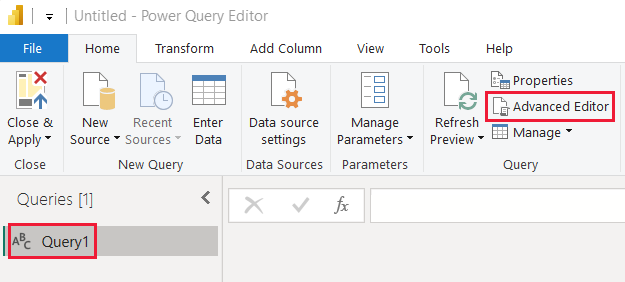 Untitled - Power Query Editor
File Home Transform Add Column View Tools Help
Close & Apply
New Source
Recent Sources
Enter Data
Data source settings
Manage Parameters
Refresh Preview
Properties
Advanced Editor
Manage
Close New Query Data Sources Parameters Query
Queries [1]
fx
ABC Query1